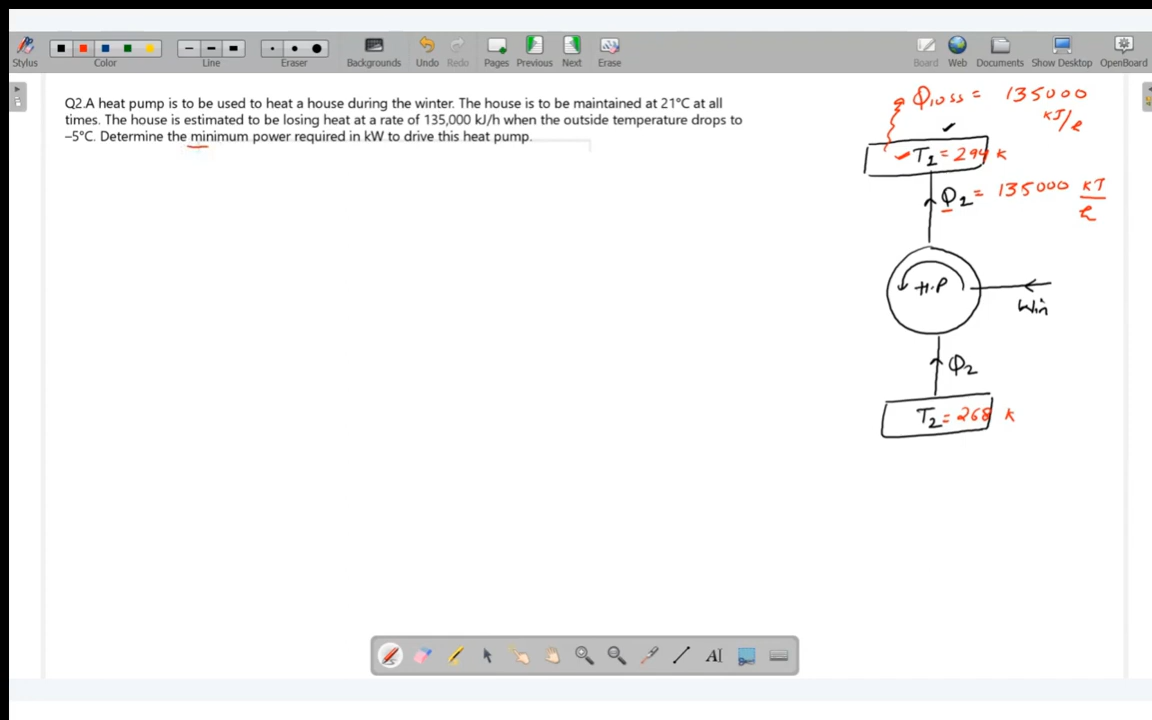 Stylus
Color
Line
Eraser
Backgrounds
Undo
Redo
Pages
Previous
Next
Erase
Board
Web
Documents
Show Desktop
OpenBoard
Q2.A heat pump is to be used to heat a house during the winter. The house is to be maintained at 21°C at all
times. The house is estimated to be losing heat at a rate of 135,000 kJ/h when the outside temperature drops to
–5°C. Determine the minimum power required in kW to drive this heat pump.
Φloss = 135000
kJ/h
T1 = 294 K
Φ2 = 135000 kJ/h
H.P
Win
Φ2
T2 = 268 K
AI